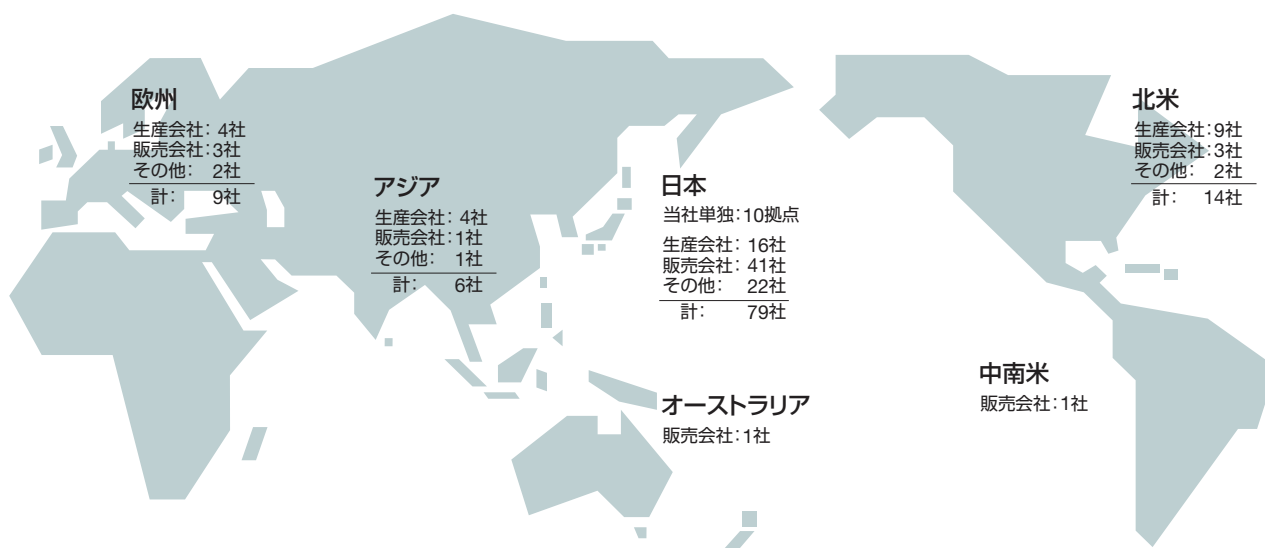 欧州
生産会社: 4社
販売会社:3社
その他: 2社
計: 9社
アジア
生産会社: 4社
販売会社:1社
その他: 1社
計: 6社
日本
当社単独:10拠点
生産会社: 16社
販売会社: 41社
その他: 22社
計: 79社
オーストラリア
販売会社:1社
北米
生産会社:9社
販売会社:3社
その他: 2社
計: 14社
中南米
販売会社:1社